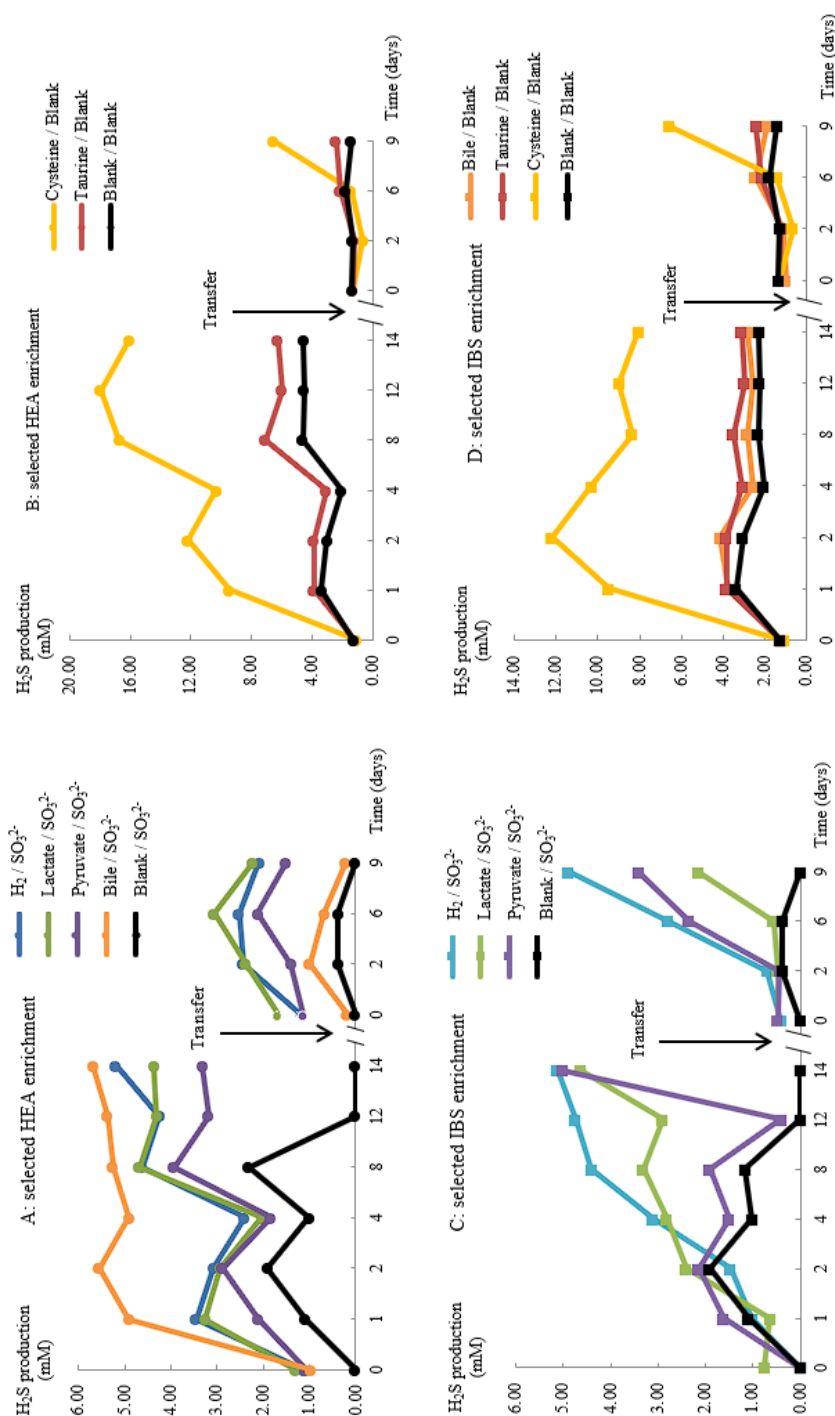 H₂S production
(mM)
A: selected HEA enrichment
H₂ / SO₃²⁻
Lactate / SO₃²⁻
Pyruvate / SO₃²⁻
Bile / SO₃²⁻
Blank / SO₃²⁻
6.00
5.00
4.00
3.00
2.00
1.00
0.00
Transfer
0 1 2 4 8 12 14 // 0 2 6 9
Time (days)
H₂S production
(mM)
B: selected HEA enrichment
Cysteine / Blank
Taurine / Blank
Blank / Blank
20.00
16.00
12.00
8.00
4.00
0.00
Transfer
0 1 2 4 8 12 14 // 0 2 6 9
Time (days)
H₂S production
(mM)
C: selected IBS enrichment
H₂ / SO₃²⁻
Lactate / SO₃²⁻
Pyruvate / SO₃²⁻
Blank / SO₃²⁻
6.00
5.00
4.00
3.00
2.00
1.00
0.00
Transfer
0 1 2 4 8 12 14 // 0 2 6 9
Time (days)
H₂S production
(mM)
D: selected IBS enrichment
Bile / Blank
Taurine / Blank
Cysteine / Blank
Blank / Blank
14.00
12.00
10.00
8.00
6.00
4.00
2.00
0.00
Transfer
0 1 2 4 8 12 14 // 0 2 6 9
Time (days)